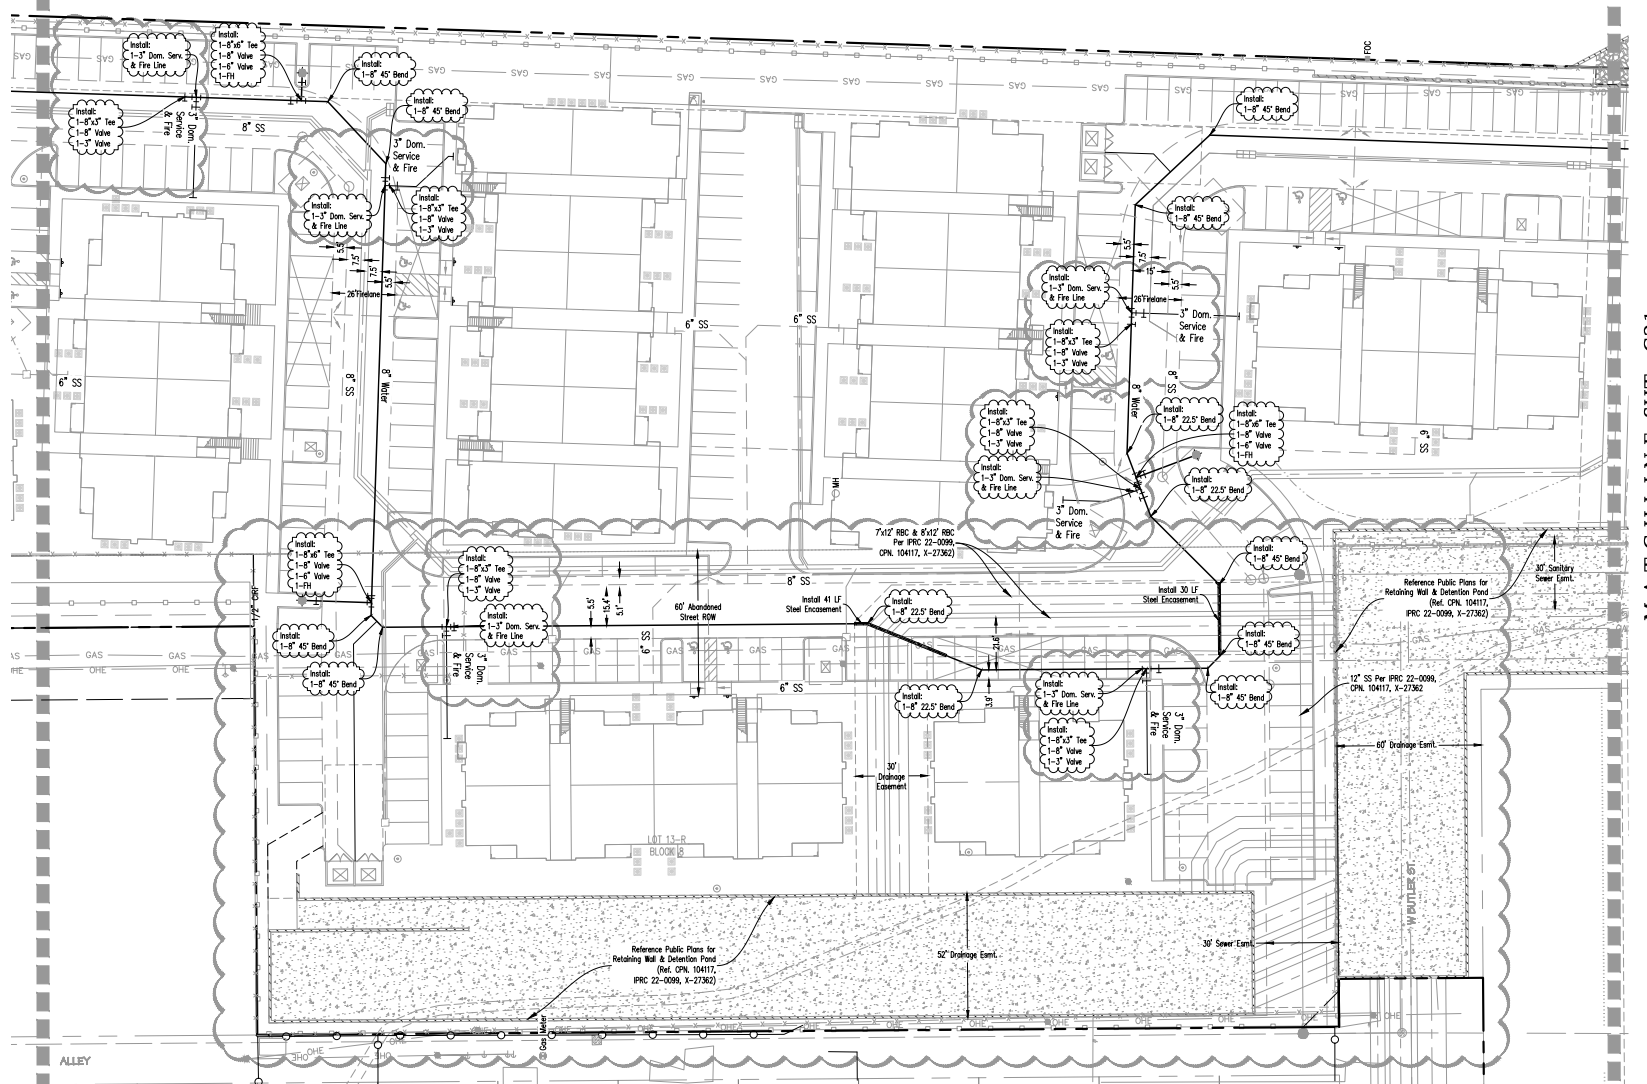 Install:
1-3" Dom. Serv.
& Fire Line
Install:
1-8"x6" Tee
1-8" Valve
1-6" Valve
1-FH
Install:
1-8" 45° Bend
Install:
1-8" 45° Bend
Install:
1-8"x3" Tee
1-8" Valve
1-3" Valve
3" Dom.
Service
& Fire
8" SS
GAS
GAS
GAS
GAS
GAS
GAS
FOC
Install:
1-8" 45° Bend
3" Dom.
Service
& Fire
Install:
1-3" Dom. Serv.
& Fire Line
Install:
1-8"x3" Tee
1-8" Valve
1-3" Valve
Install:
1-8" 45° Bend
5.5'
7.5'
7.5'
5.5'
26' Firelane
5.5'
7.5'
15'
5.5'
26' Firelane
Install:
1-3" Dom. Serv.
& Fire Line
Install:
1-8"x3" Tee
1-8" Valve
1-3" Valve
3" Dom.
Service
& Fire
6" SS
6" SS
6" SS
8" SS
8" Water
8" SS
8" Water
6" SS
Install:
1-8"x3" Tee
1-8" Valve
1-3" Valve
Install:
1-3" Dom. Serv.
& Fire Line
Install:
1-8" 22.5° Bend
Install:
1-8"x6" Tee
1-8" Valve
1-6" Valve
1-FH
Install:
1-8" 22.5° Bend
MH
3" Dom.
Service
& Fire
7'x12' RBC & 8'x12' RBC
Per IPRC 22-0099,
CPN. 104117, X-27362)
Install:
1-8"x6" Tee
1-8" Valve
1-6" Valve
1-FH
Install:
1-8"x3" Tee
1-8" Valve
1-3" Valve
Install:
1-3" Dom. Serv.
& Fire Line
3" Dom.
Service
& Fire
Install:
1-8" 45° Bend
Install:
1-8" 45° Bend
1/2" CRF
5.5'
15.4'
5.1'
60' Abandoned
Street ROW
6" SS
8" SS
6" SS
Install 41 LF
Steel Encasement
Install:
1-8" 22.5° Bend
Install:
1-8" 22.5° Bend
21.6'
3.9'
Install 30 LF
Steel Encasement
Install:
1-8" 45° Bend
Install:
1-8" 45° Bend
Install:
1-8" 45° Bend
Install:
1-3" Dom. Serv.
& Fire Line
Install:
1-8"x3" Tee
1-8" Valve
1-3" Valve
3" Dom.
Service
& Fire
Reference Public Plans for
Retaining Wall & Detention Pond
(Ref. CPN. 104117,
IPRC 22-0099, X-27362)
30' Sanitary
Sewer Esmt.
12" SS Per IPRC 22-0099,
CPN. 104117, X-27362
60' Drainage Esmt.
GAS
GAS
GAS
GAS
GAS
OHE
OHE
OHE
30'
Drainage
Easement
LOT 13-R
BLOCK 8
W BUTLER ST
30' Sewer Esmt.
52' Drainage Esmt.
Reference Public Plans for
Retaining Wall & Detention Pond
(Ref. CPN. 104117,
IPRC 22-0099, X-27362)
Gas Meter
OHE
OHE
OHE
OHE
OHE
ALLEY